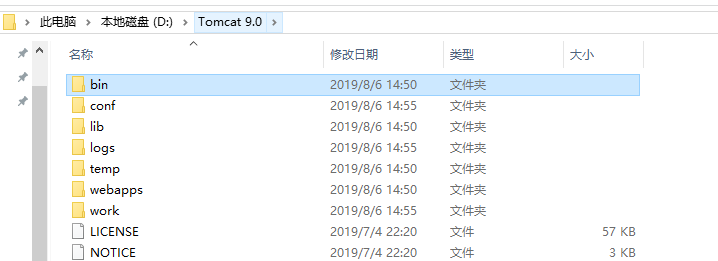 此电脑 > 本地磁盘 (D:) > Tomcat 9.0 >
名称 修改日期 类型 大小
bin 2019/8/6 14:50 文件夹
conf 2019/8/6 14:55 文件夹
lib 2019/8/6 14:50 文件夹
logs 2019/8/6 14:55 文件夹
temp 2019/8/6 14:50 文件夹
webapps 2019/8/6 14:50 文件夹
work 2019/8/6 14:55 文件夹
LICENSE 2019/7/4 22:20 文件 57 KB
NOTICE 2019/7/4 22:20 文件 3 KB